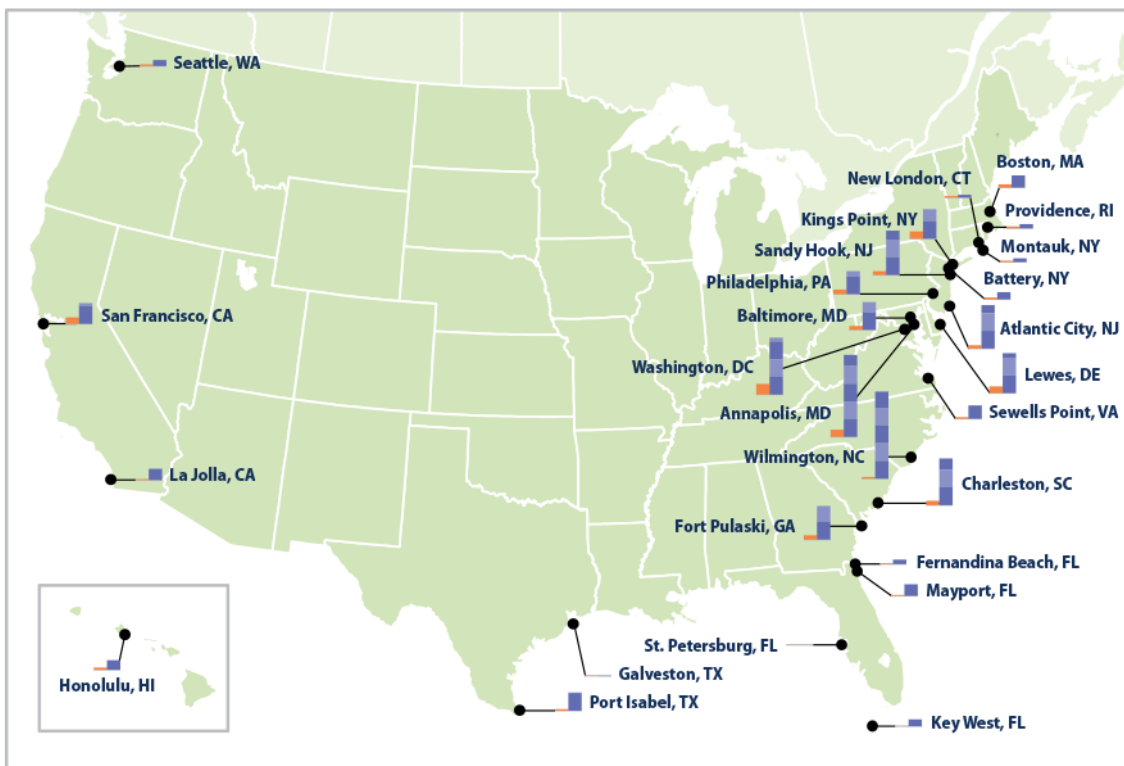 Seattle, WA
Boston, MA
New London, CT
Providence, RI
Kings Point, NY
Montauk, NY
Sandy Hook, NJ
Battery, NY
Philadelphia, PA
San Francisco, CA
Baltimore, MD
Atlantic City, NJ
Washington, DC
Lewes, DE
Annapolis, MD
Sewells Point, VA
Wilmington, NC
La Jolla, CA
Charleston, SC
Fort Pulaski, GA
Fernandina Beach, FL
Mayport, FL
St. Petersburg, FL
Galveston, TX
Honolulu, HI
Port Isabel, TX
Key West, FL